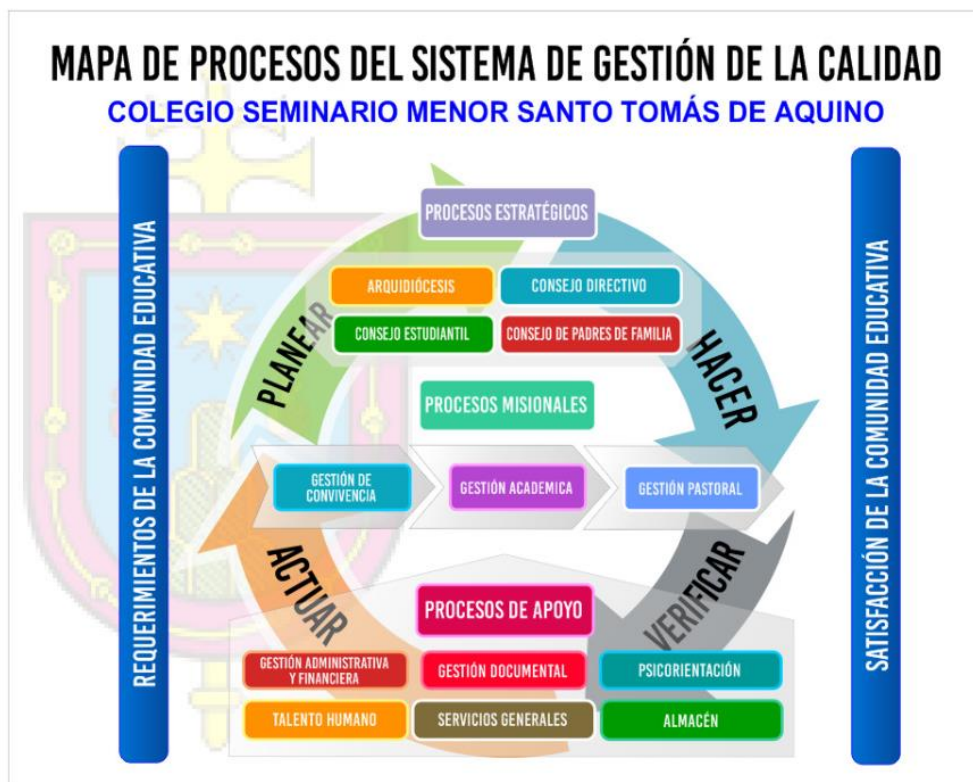 MAPA DE PROCESOS DEL SISTEMA DE GESTIÓN DE LA CALIDAD
COLEGIO SEMINARIO MENOR SANTO TOMÁS DE AQUINO
REQUERIMIENTOS DE LA COMUNIDAD EDUCATIVA
PROCESOS ESTRATÉGICOS
ARQUIDIÓCESIS
CONSEJO DIRECTIVO
CONSEJO ESTUDIANTIL
CONSEJO DE PADRES DE FAMILIA
PLANEAR
HACER
PROCESOS MISIONALES
GESTIÓN DE
CONVIVENCIA
GESTIÓN ACADEMICA
GESTIÓN PASTORAL
ACTUAR
VERIFICAR
PROCESOS DE APOYO
GESTIÓN ADMINISTRATIVA
Y FINANCIERA
GESTIÓN DOCUMENTAL
PSICORIENTACIÓN
TALENTO HUMANO
SERVICIOS GENERALES
ALMACÉN
SATISFACCIÓN DE LA COMUNIDAD EDUCATIVA